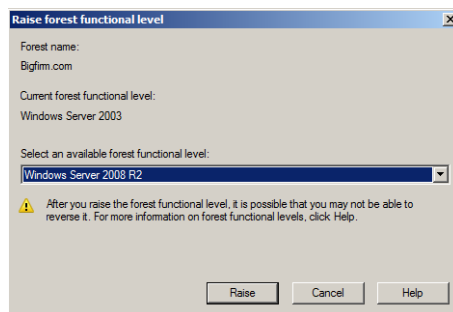 Raise forest functional level
Forest name:
Bigfirm.com
Current forest functional level:
Windows Server 2003
Select an available forest functional level:
Windows Server 2008 R2
After you raise the forest functional level, it is possible that you may not be able to
reverse it. For more information on forest functional levels, click Help.
Raise
Cancel
Help